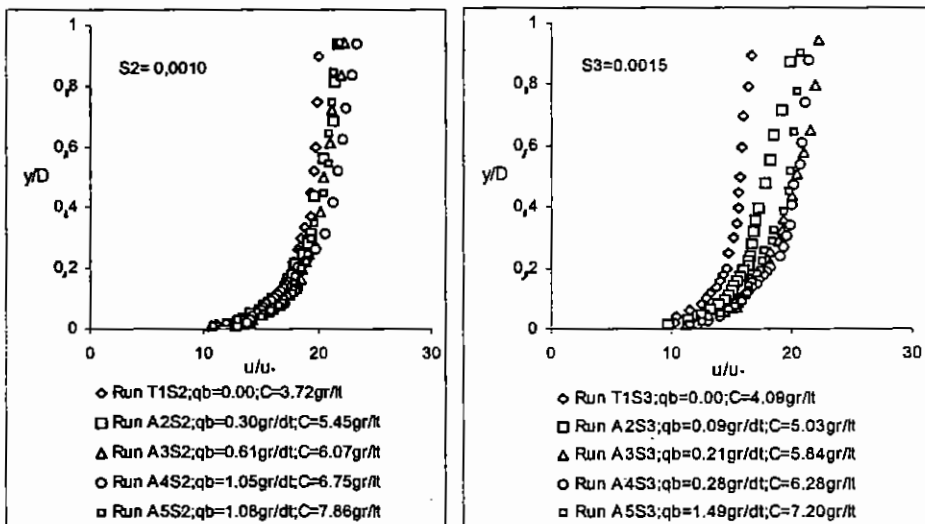 S2= 0,0010
1
0,8
0,6
y/D
0,4
0,2
0
0 10 20 30
u/u*
Run T1S2;qb=0.00;C=3.72gr/lt
Run A2S2;qb=0.30gr/dt;C=5.45gr/lt
Run A3S2;qb=0.61gr/dt;C=6.07gr/lt
Run A4S2;qb=1.05gr/dt;C=6.75gr/lt
Run A5S2;qb=1.08gr/dt;C=7.86gr/lt
S3=0.0015
1
0,8
y/D
0,4
0,2
0
0 10 20 30
u/u*
Run T1S3;qb=0.00;C=4.09gr/lt
Run A2S3;qb=0.09gr/dt;C=5.03gr/lt
Run A3S3;qb=0.21gr/dt;C=5.84gr/lt
Run A4S3;qb=0.28gr/dt;C=6.28gr/lt
Run A5S3;qb=1.49gr/dt;C=7.20gr/lt